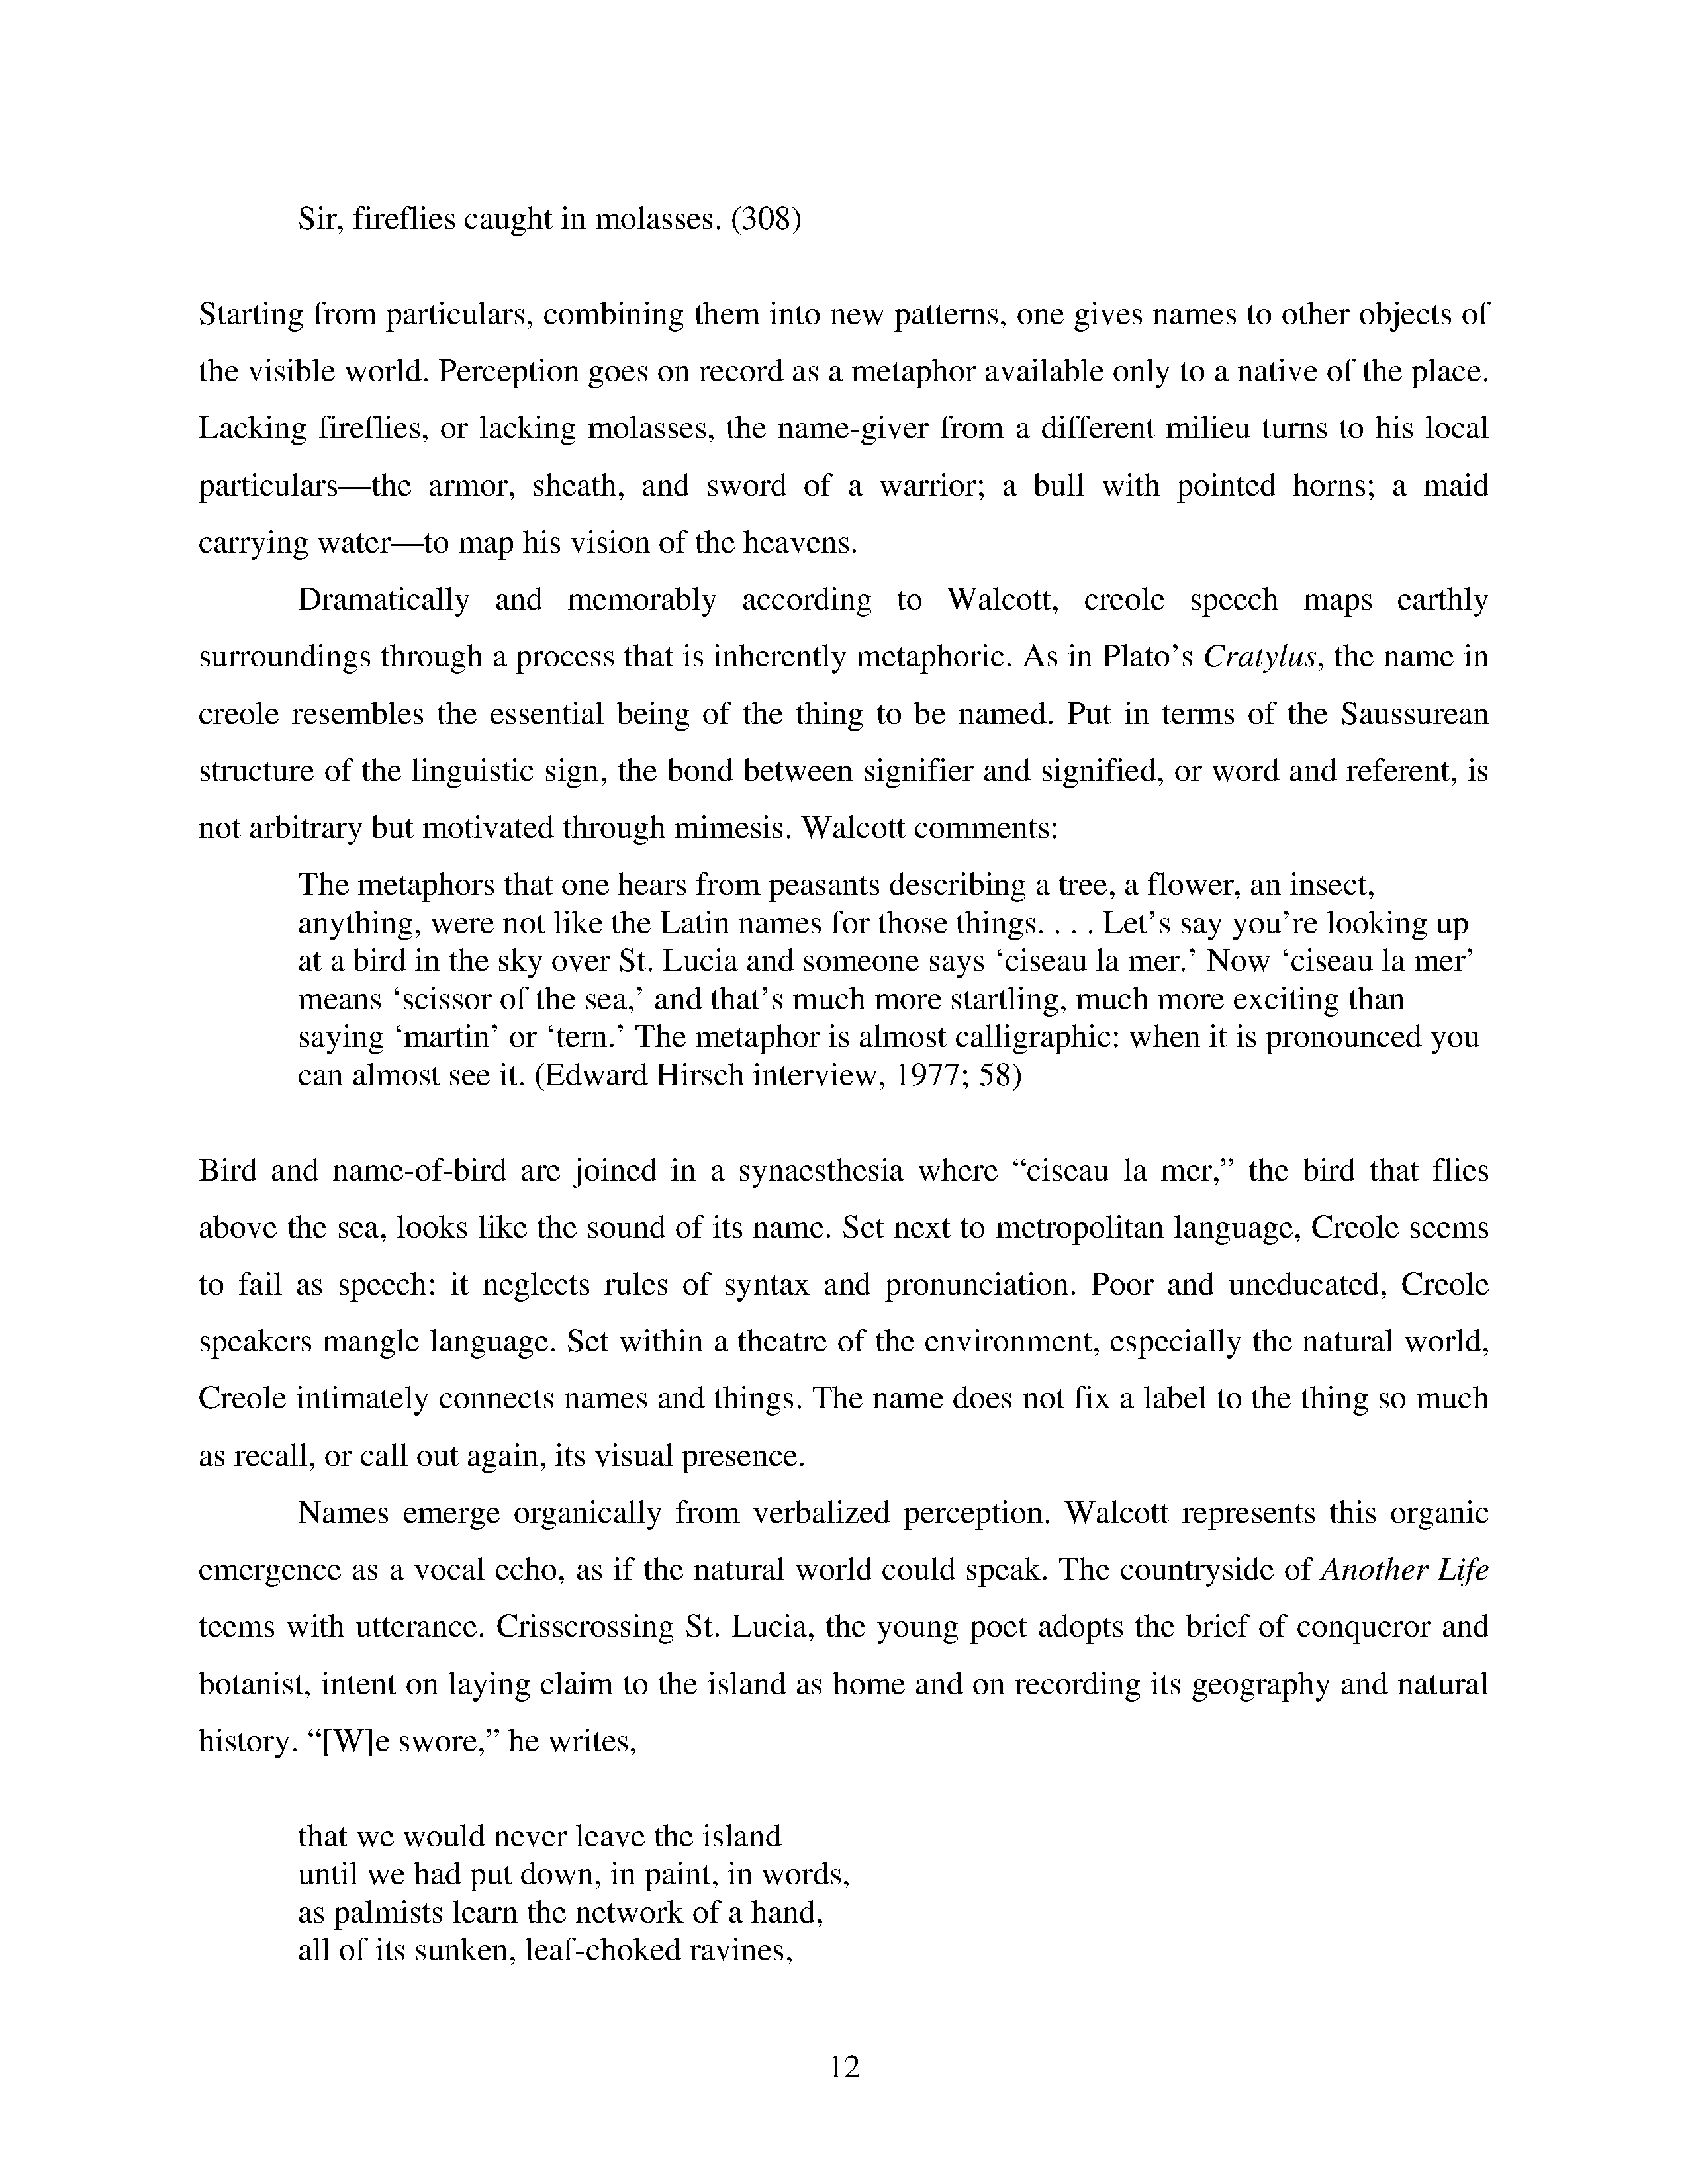 Sir, fireflies caught in molasses. (308)
Starting from particulars, combining them into new patterns, one gives names to other objects of
the visible world. Perception goes on record as a metaphor available only to a native of the place.
Lacking fireflies, or lacking molasses, the name-giver from a different milieu turns to his local
particulars—the armor, sheath, and sword of a warrior; a bull with pointed horns; a maid
carrying water—to map his vision of the heavens.
Dramatically and memorably according to Walcott, creole speech maps earthly
surroundings through a process that is inherently metaphoric. As in Plato’s Cratylus, the name in
creole resembles the essential being of the thing to be named. Put in terms of the Saussurean
structure of the linguistic sign, the bond between signifier and signified, or word and referent, is
not arbitrary but motivated through mimesis. Walcott comments:
The metaphors that one hears from peasants describing a tree, a flower, an insect,
anything, were not like the Latin names for those things. . . . Let’s say you’re looking up
at a bird in the sky over St. Lucia and someone says ‘ciseau la mer.’ Now ‘ciseau la mer’
means ‘scissor of the sea,’ and that’s much more startling, much more exciting than
saying ‘martin’ or ‘tern.’ The metaphor is almost calligraphic: when it is pronounced you
can almost see it. (Edward Hirsch interview, 1977; 58)
Bird and name-of-bird are joined in a synaesthesia where “ciseau la mer,” the bird that flies
above the sea, looks like the sound of its name. Set next to metropolitan language, Creole seems
to fail as speech: it neglects rules of syntax and pronunciation. Poor and uneducated, Creole
speakers mangle language. Set within a theatre of the environment, especially the natural world,
Creole intimately connects names and things. The name does not fix a label to the thing so much
as recall, or call out again, its visual presence.
Names emerge organically from verbalized perception. Walcott represents this organic
emergence as a vocal echo, as if the natural world could speak. The countryside of Another Life
teems with utterance. Crisscrossing St. Lucia, the young poet adopts the brief of conqueror and
botanist, intent on laying claim to the island as home and on recording its geography and natural
history. “[W]e swore,” he writes,
that we would never leave the island
until we had put down, in paint, in words,
as palmists learn the network of a hand,
all of its sunken, leaf-choked ravines,
12